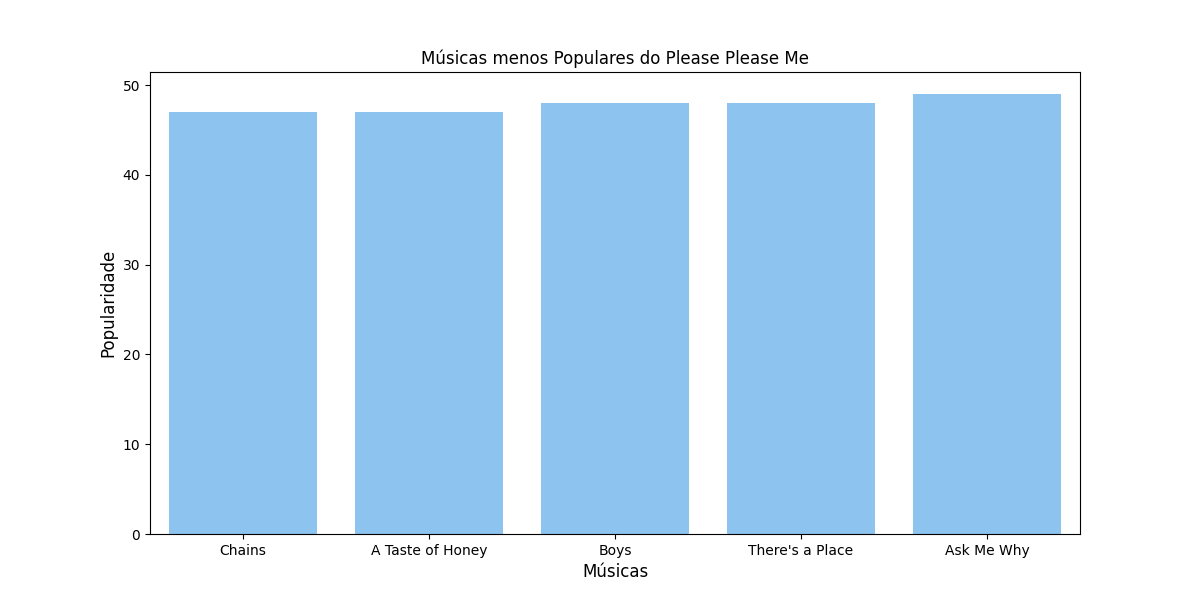 Músicas menos Populares do Please Please Me
Popularidade
50
40
30
20
10
0
Chains
A Taste of Honey
Boys
There's a Place
Ask Me Why
Músicas